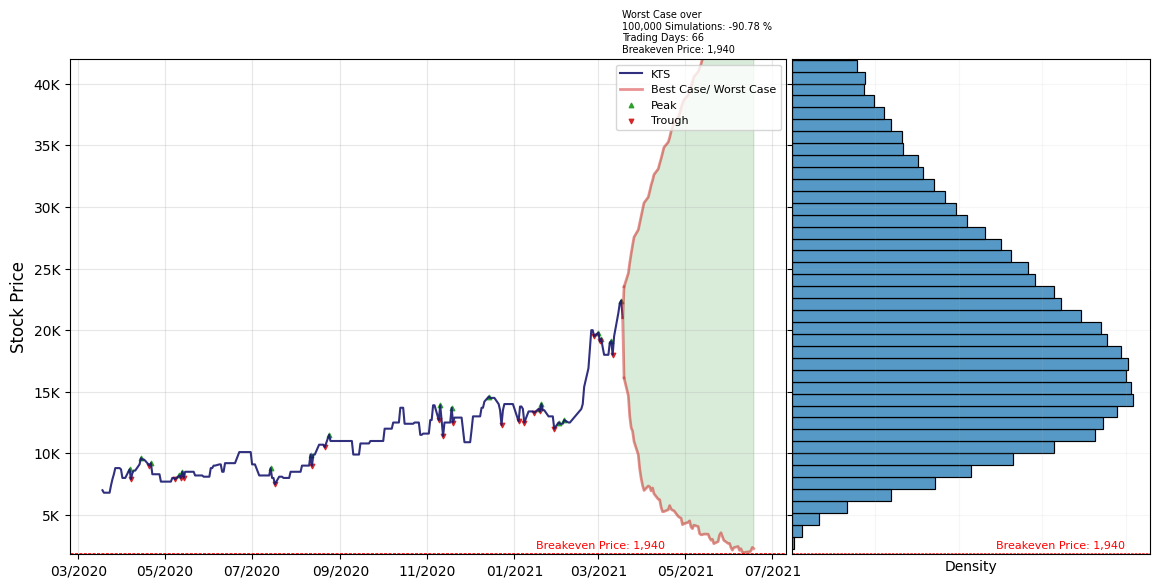 Worst Case over
100,000 Simulations: -90.78 %
Trading Days: 66
Breakeven Price: 1,940
KTS
Best Case/ Worst Case
Peak
Trough
Stock Price
40K
35K
30K
25K
20K
15K
10K
5K
Breakeven Price: 1,940
Breakeven Price: 1,940
03/2020 05/2020 07/2020 09/2020 11/2020 01/2021 03/2021 05/2021 07/2021
Density